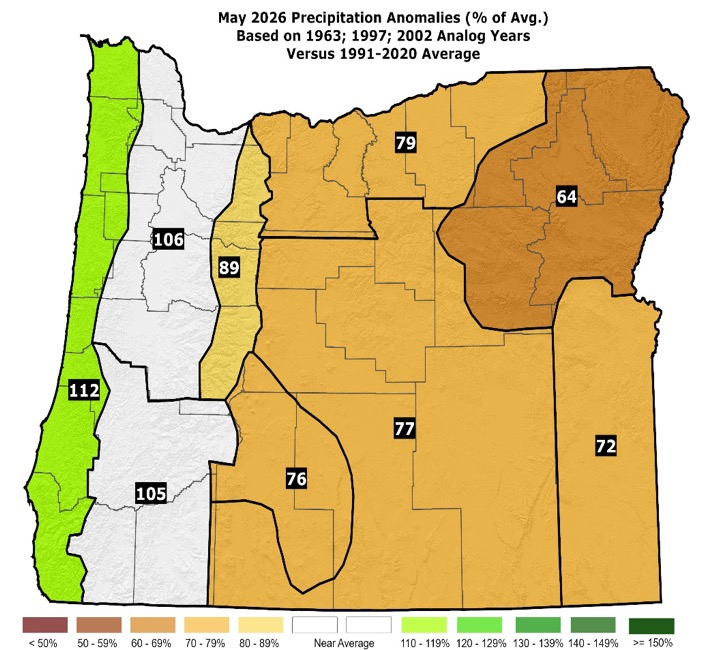 May 2026 Precipitation Anomalies (% of Avg.)
Based on 1963; 1997; 2002 Analog Years
Versus 1991-2020 Average
79
64
106
89
112
77
72
76
105
< 50%
50 - 59%
60 - 69%
70 - 79%
80 - 89%
Near Average
110 - 119%
120 - 129%
130 - 139%
140 - 149%
>= 150%